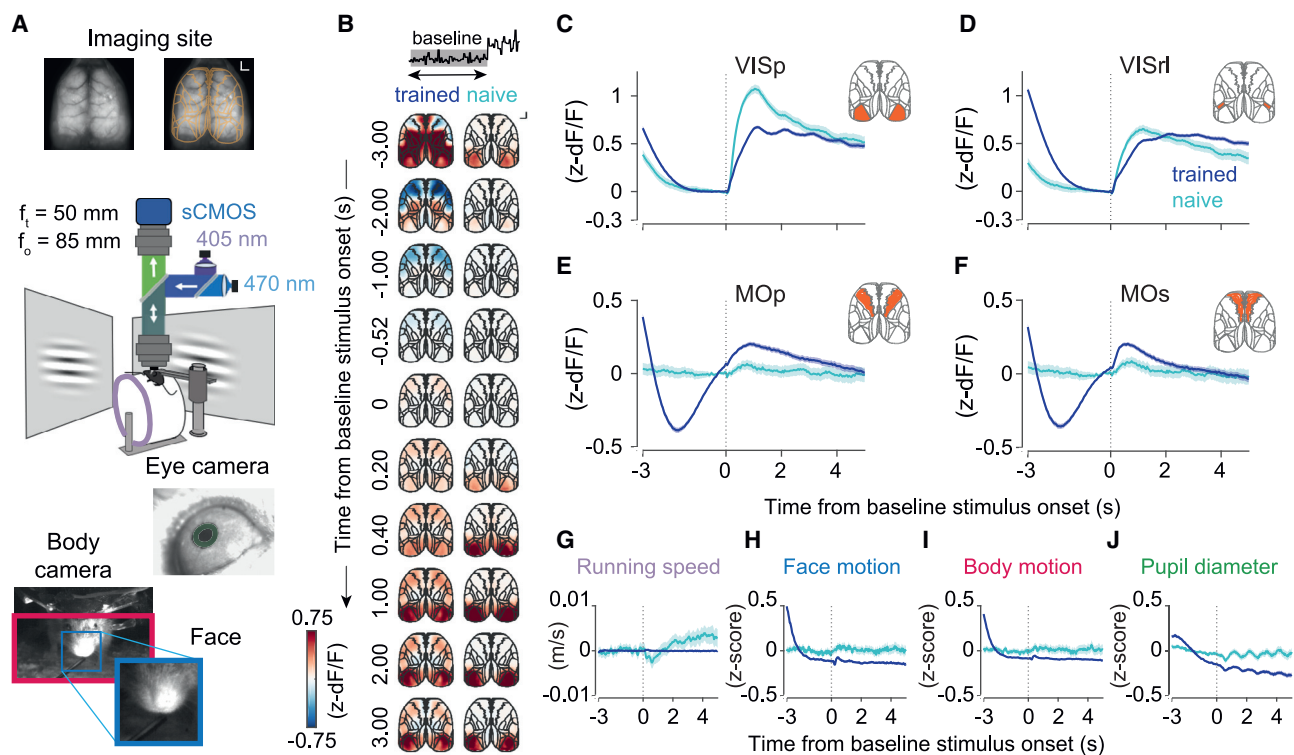 A
Imaging site
f_t = 50 mm
f_o = 85 mm
sCMOS
405 nm
470 nm
Eye camera
Body
camera
Face
B
baseline
trained naive
Time from baseline stimulus onset (s)
-3.00
-2.00
-1.00
-0.52
0
0.20
0.40
1.00
2.00
3.00
0.75
(z-dF/F)
-0.75
C
VISp
(z-dF/F)
1
0.5
0
-0.3
D
VISrl
(z-dF/F)
1
0.5
0
-0.3
trained
naive
E
MOp
(z-dF/F)
0.5
0
-0.5
-3 0 2 4
F
MOs
(z-dF/F)
0.5
0
-0.5
-3 0 2 4
Time from baseline stimulus onset (s)
G
Running speed
(m/s)
0.01
0
-0.01
-3 0 2 4
H
Face motion
(z-score)
0.5
0
-0.5
-3 0 2 4
I
Body motion
(z-score)
0.5
0
-0.5
-3 0 2 4
J
Pupil diameter
(z-score)
0.5
0
-0.5
-3 0 2 4
Time from baseline stimulus onset (s)